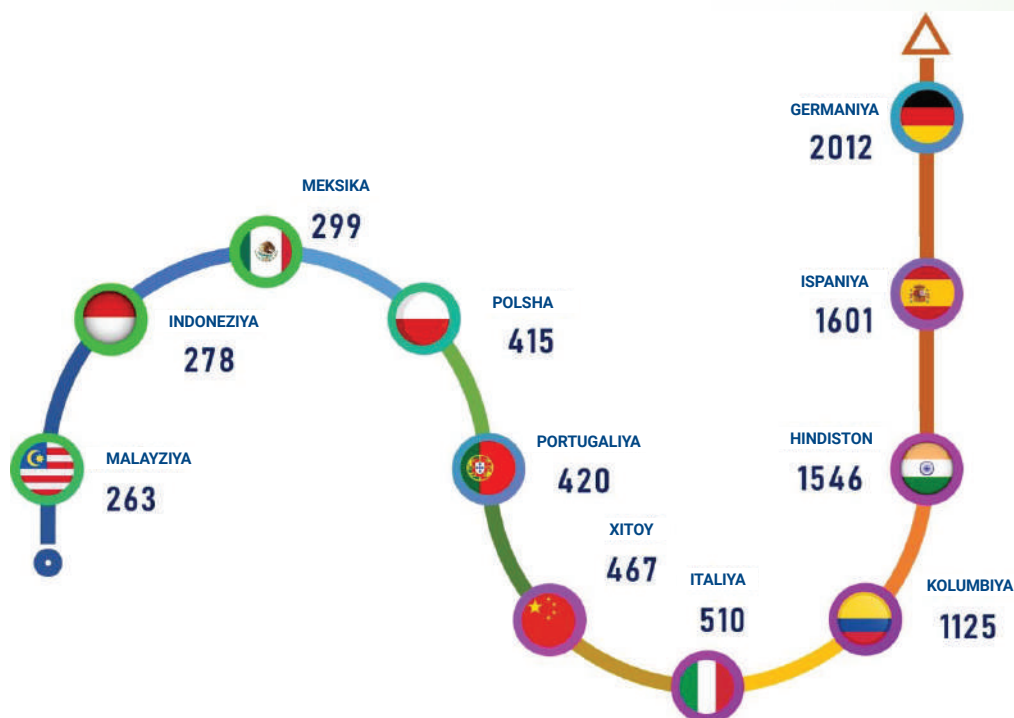 GERMANIYA
2012
MEKSIKA
299
ISPANIYA
1601
POLSHA
415
INDONEZIYA
278
PORTUGALIYA
420
HINDISTON
1546
MALAYZIYA
263
XITOY
467
ITALIYA
510
KOLUMBIYA
1125